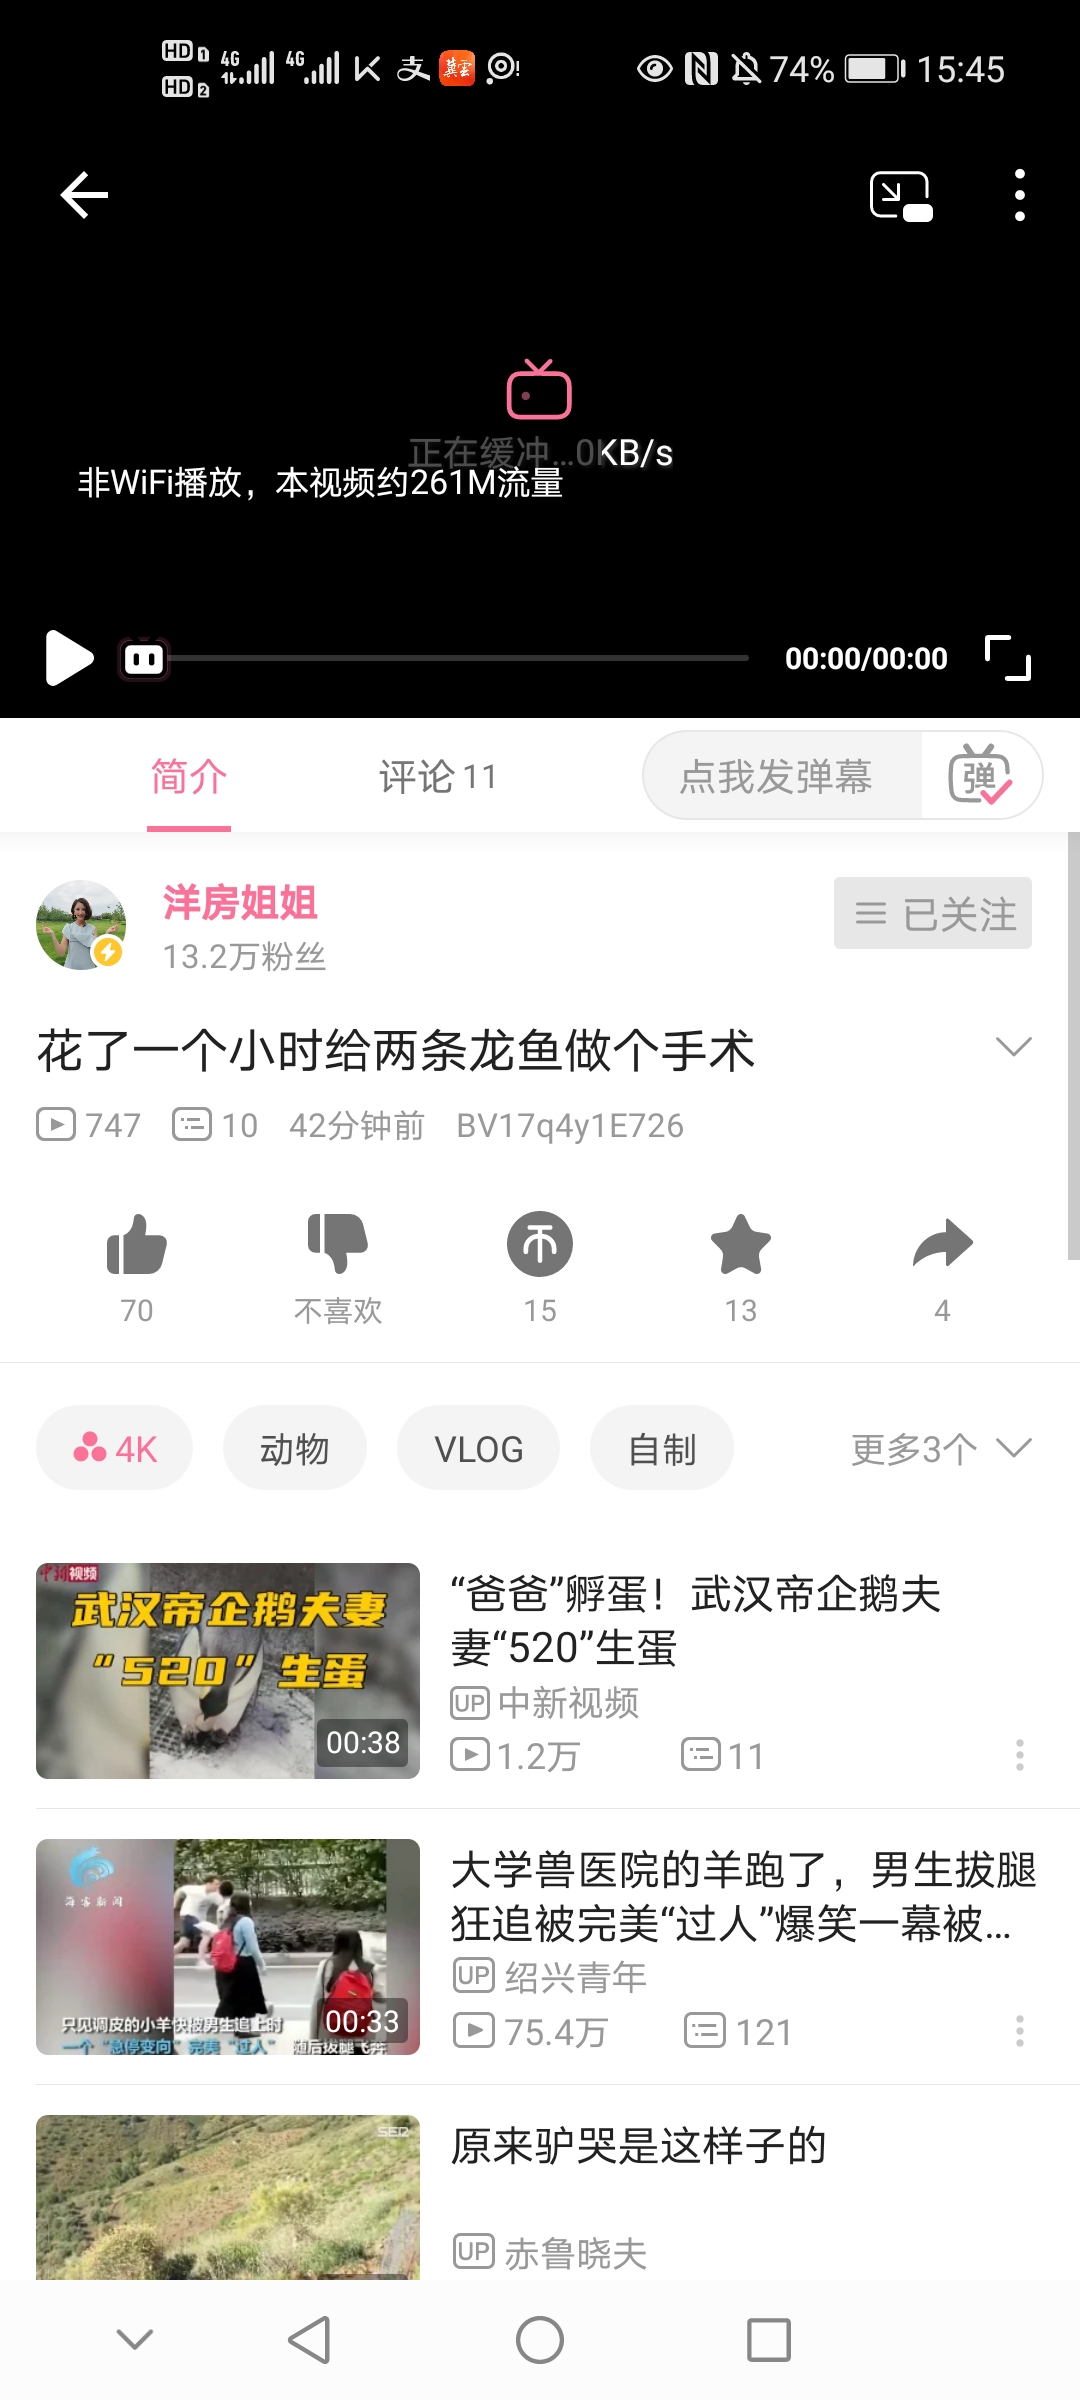 HD 1 4G 4G 支 冀云 74% 15:45
HD 2
正在缓冲...0KB/s
非WiFi播放，本视频约261M流量
00:00/00:00
简介 评论 11 点我发弹幕 弹
洋房姐姐
13.2万粉丝
已关注
花了一个小时给两条龙鱼做个手术
747 10 42分钟前 BV17q4y1E726
70 不喜欢 15 13 4
4K 动物 VLOG 自制 更多3个
中新视频
武汉帝企鹅夫妻
“520”生蛋
00:38
“爸爸”孵蛋！武汉帝企鹅夫
妻“520”生蛋
UP 中新视频
1.2万 11
海客新闻
只见调皮的小羊快被男生追上时
一个“急停变向”完美“过人” 随后拔腿飞奔
00:33
大学兽医院的羊跑了，男生拔腿
狂追被完美“过人”爆笑一幕被...
UP 绍兴青年
75.4万 121
SER
原来驴哭是这样子的
UP 赤鲁晓夫